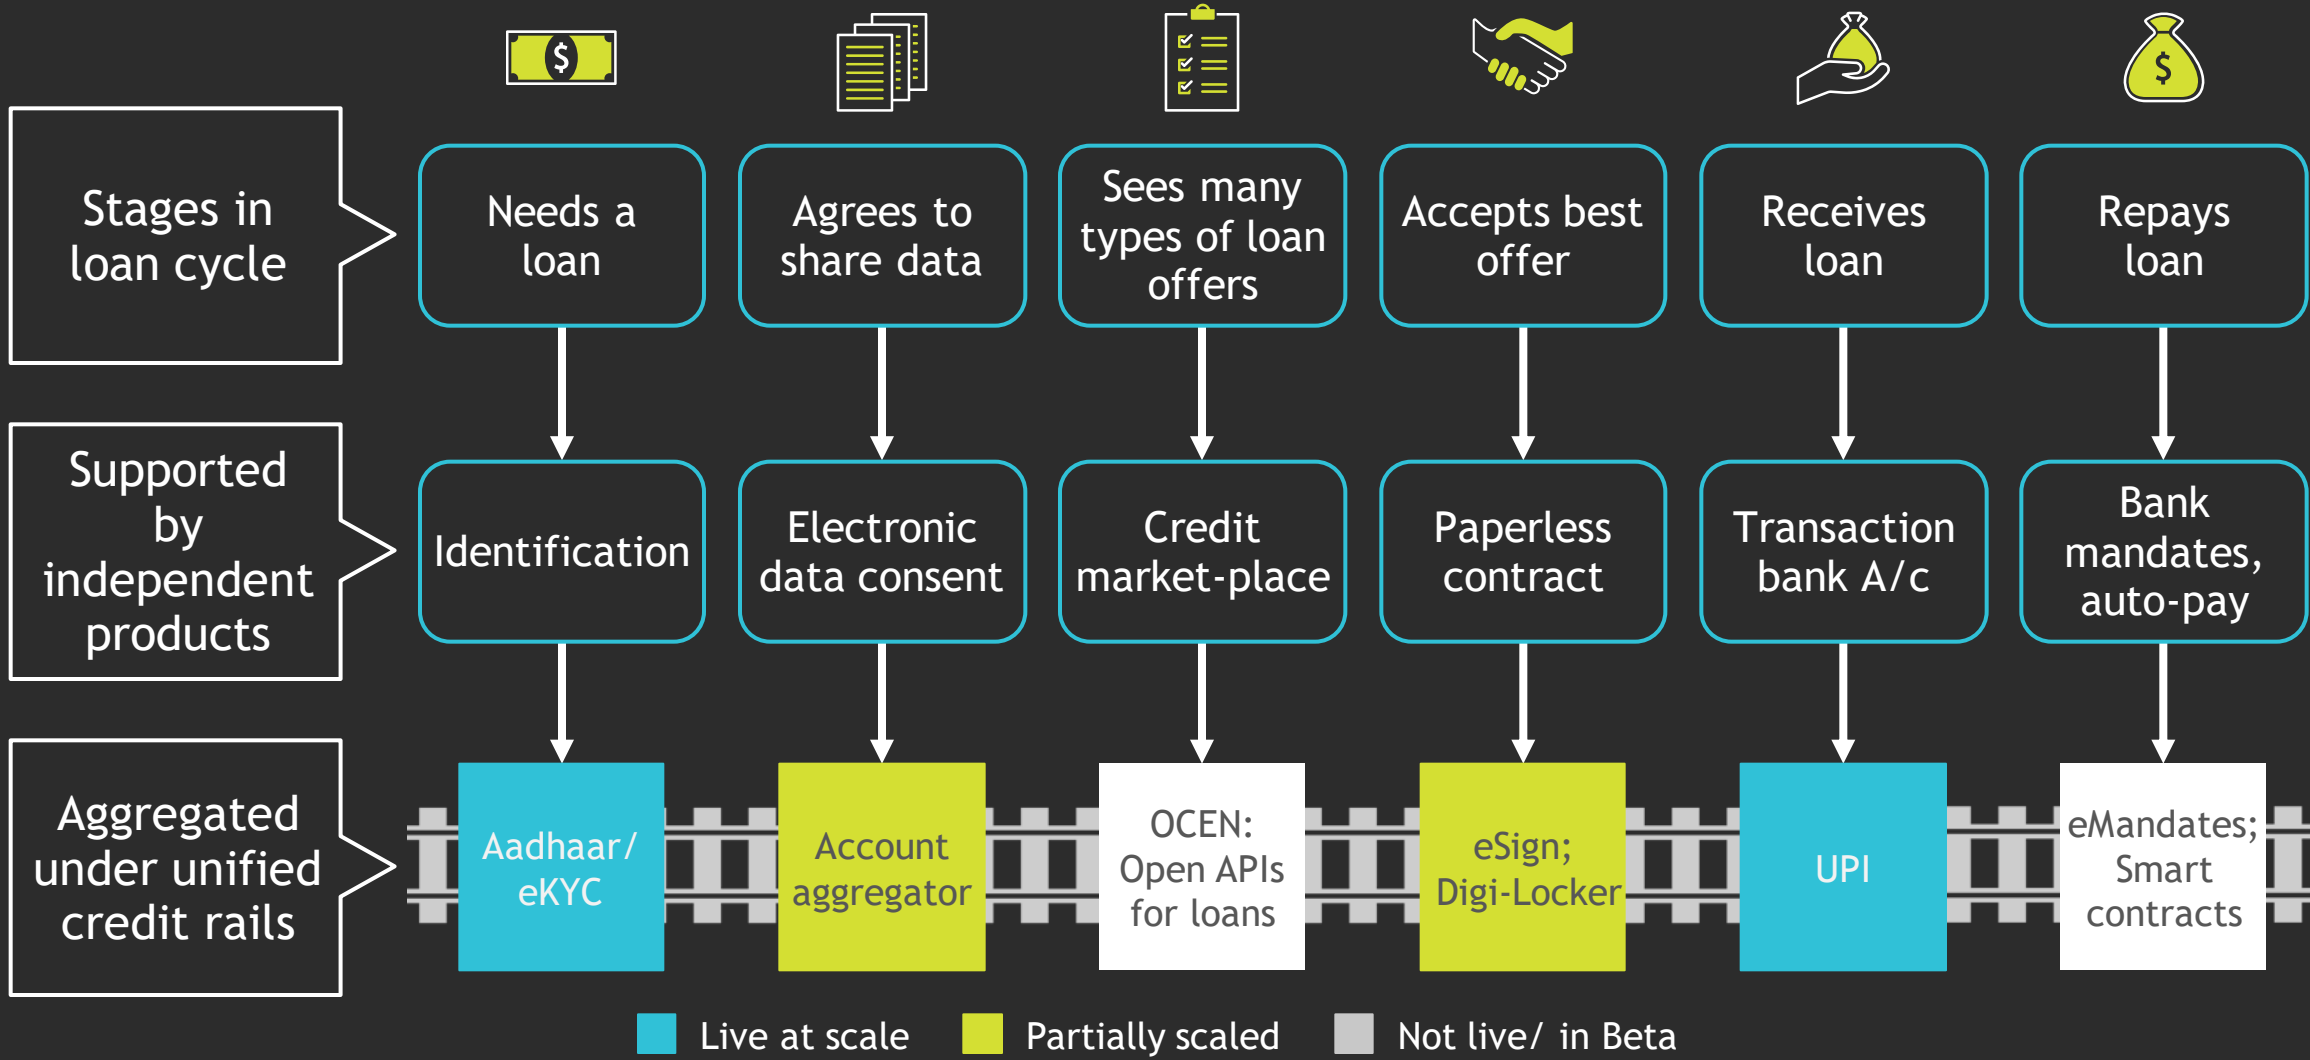 $
$
Stages in
loan cycle
Needs a
loan
Agrees to
share data
Sees many
types of loan
offers
Accepts best
offer
Receives
loan
Repays
loan
Supported
by
independent
products
Identification
Electronic
data consent
Credit
market-place
Paperless
contract
Transaction
bank A/c
Bank
mandates,
auto-pay
Aggregated
under unified
credit rails
Aadhaar/
eKYC
Account
aggregator
OCEN:
Open APIs
for loans
eSign;
Digi-Locker
UPI
eMandates;
Smart
contracts
Live at scale
Partially scaled
Not live/ in Beta